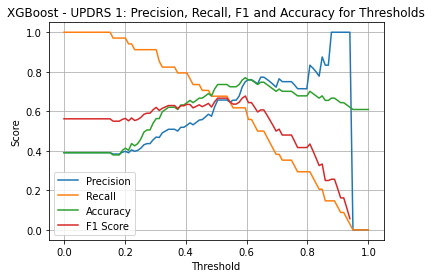 XGBoost - UPDRS 1: Precision, Recall, F1 and Accuracy for Thresholds
1.0
0.8
0.6
0.4
0.2
0.0
Score
Precision
Recall
Accuracy
F1 Score
0.0 0.2 0.4 0.6 0.8 1.0
Threshold